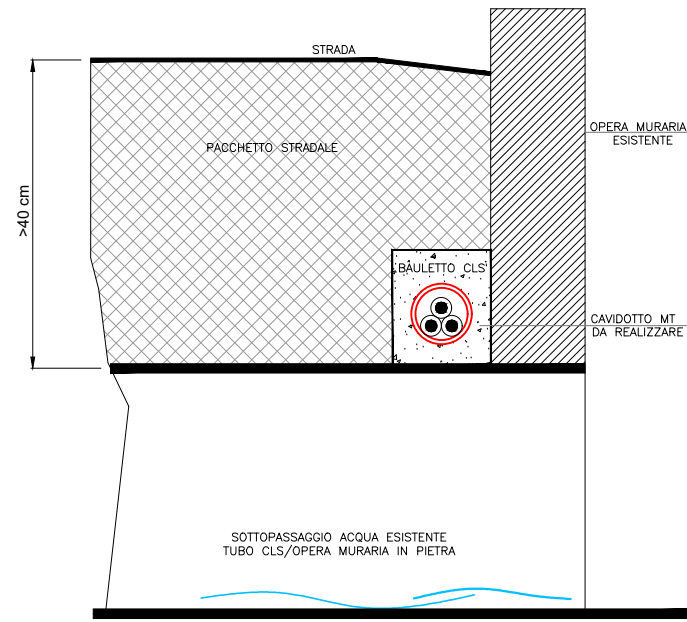 STRADA
PACCHETTO STRADALE
OPERA MURARIA
ESISTENTE
>40 cm
BAULETTO CLS
CAVIDOTTO MT
DA REALIZZARE
SOTTOPASSAGGIO ACQUA ESISTENTE
TUBO CLS/OPERA MURARIA IN PIETRA